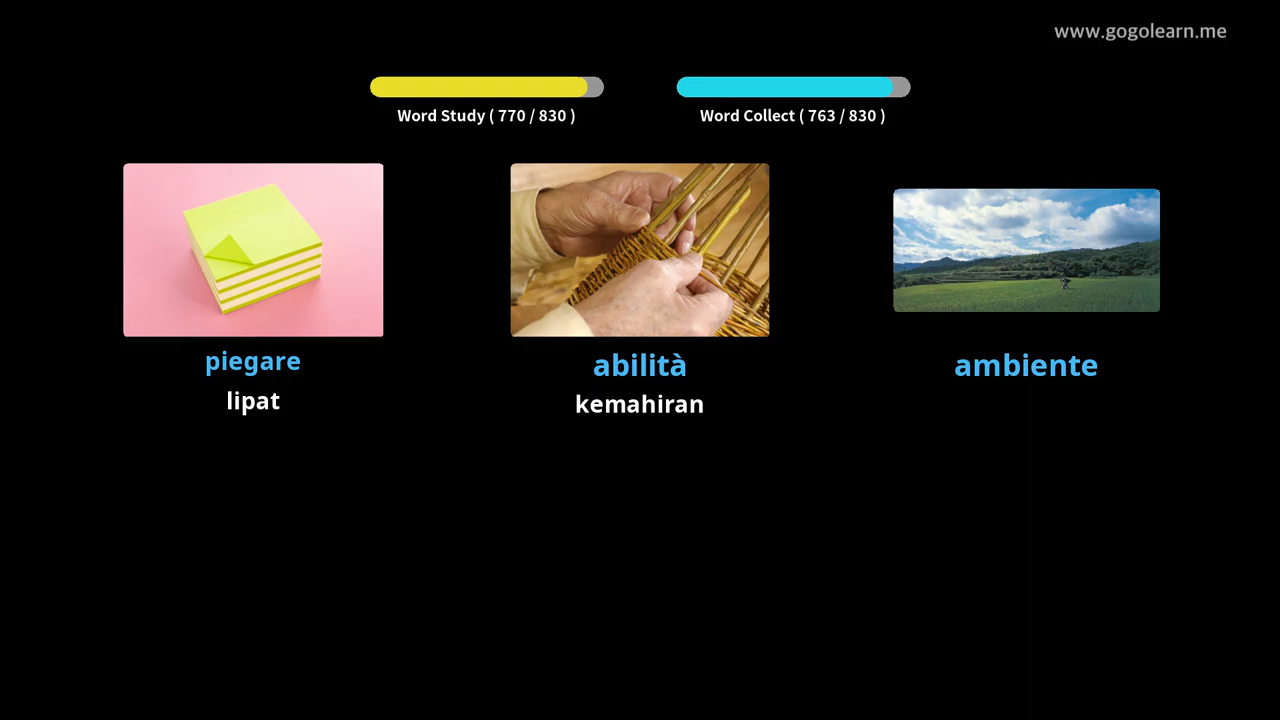 www.gogolearn.me
Word Study ( 770 / 830 )
Word Collect ( 763 / 830 )
piegare
lipat
abilità
kemahiran
ambiente